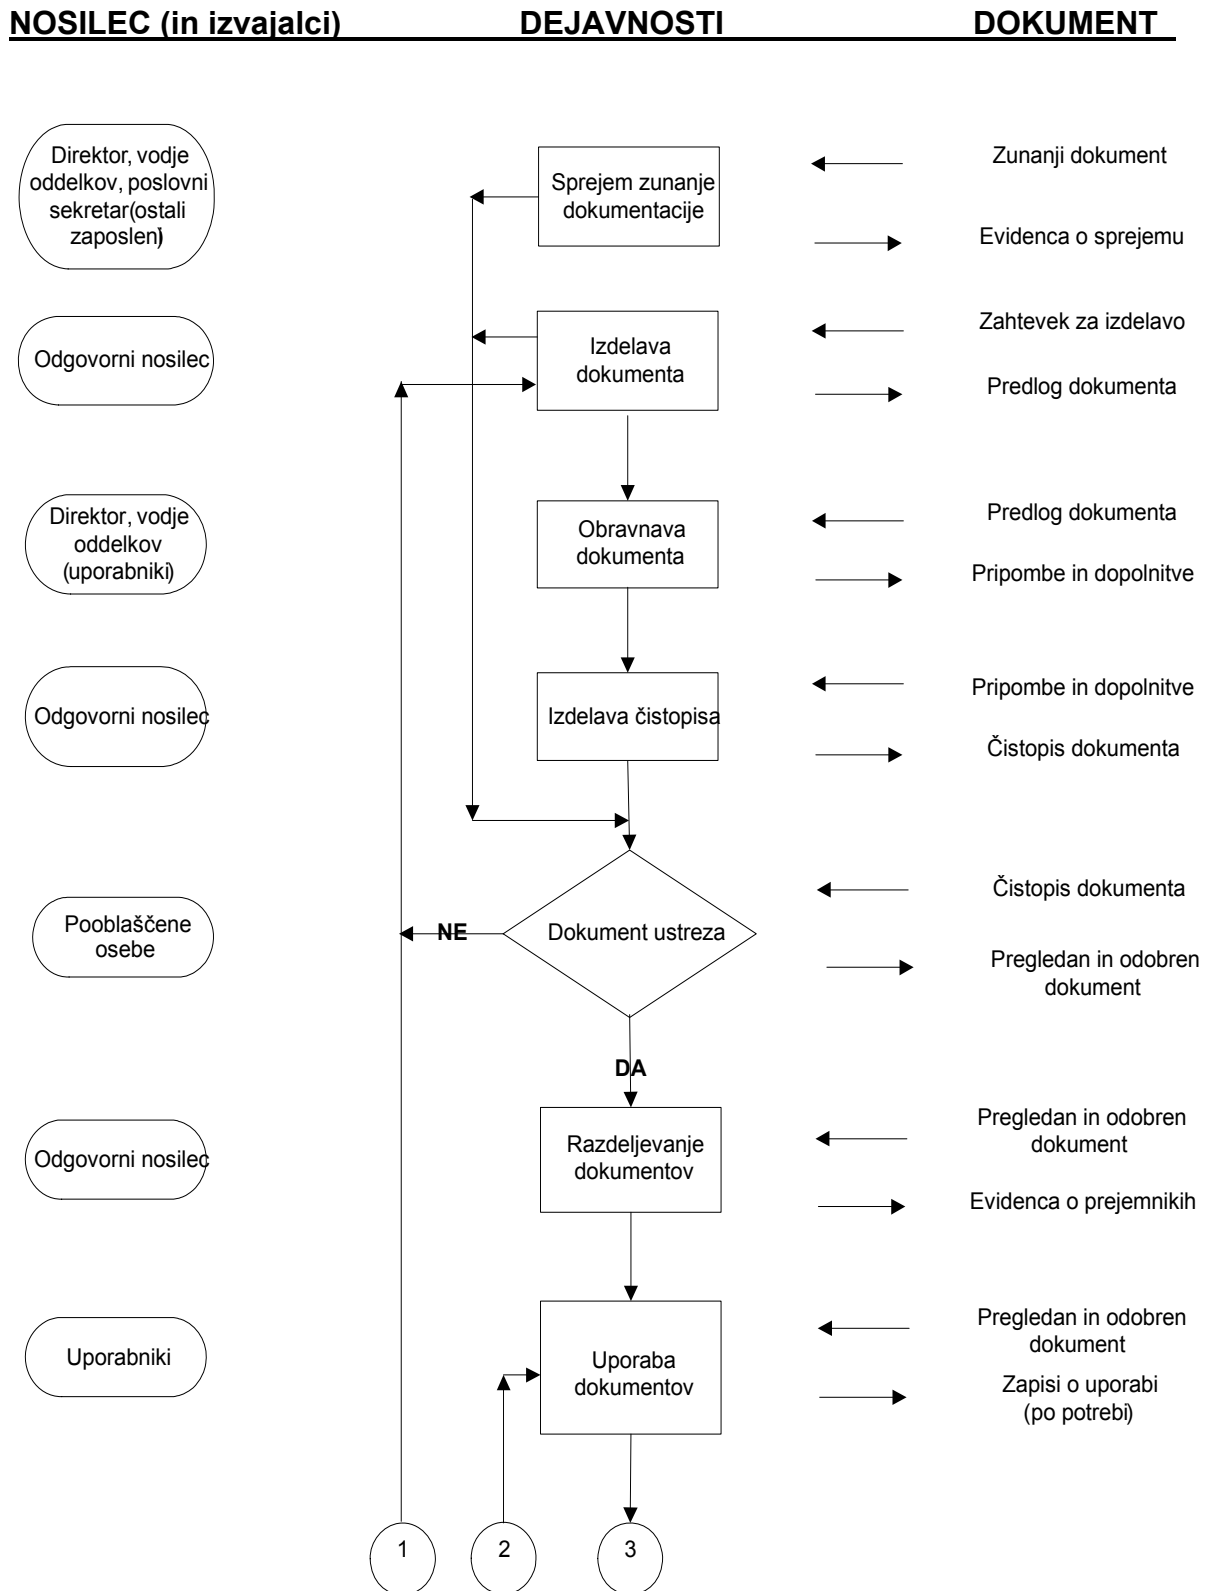 NOSILEC (in izvajalci) DEJAVNOSTI DOKUMENT
Direktor, vodje
oddelkov, poslovni
sekretar(ostali
zaposleni)
Sprejem zunanje
dokumentacije
Zunanji dokument
Evidenca o sprejemu
Odgovorni nosilec
Izdelava
dokumenta
Zahtevek za izdelavo
Predlog dokumenta
Direktor, vodje
oddelkov
(uporabniki)
Obravnava
dokumenta
Predlog dokumenta
Pripombe in dopolnitve
Odgovorni nosilec
Izdelava čistopisa
Pripombe in dopolnitve
Čistopis dokumenta
Pooblaščene
osebe
NE
Dokument ustreza
Čistopis dokumenta
Pregledan in odobren
dokument
DA
Odgovorni nosilec
Razdeljevanje
dokumentov
Pregledan in odobren
dokument
Evidenca o prejemnikih
Uporabniki
Uporaba
dokumentov
Pregledan in odobren
dokument
Zapisi o uporabi
(po potrebi)
1 2 3